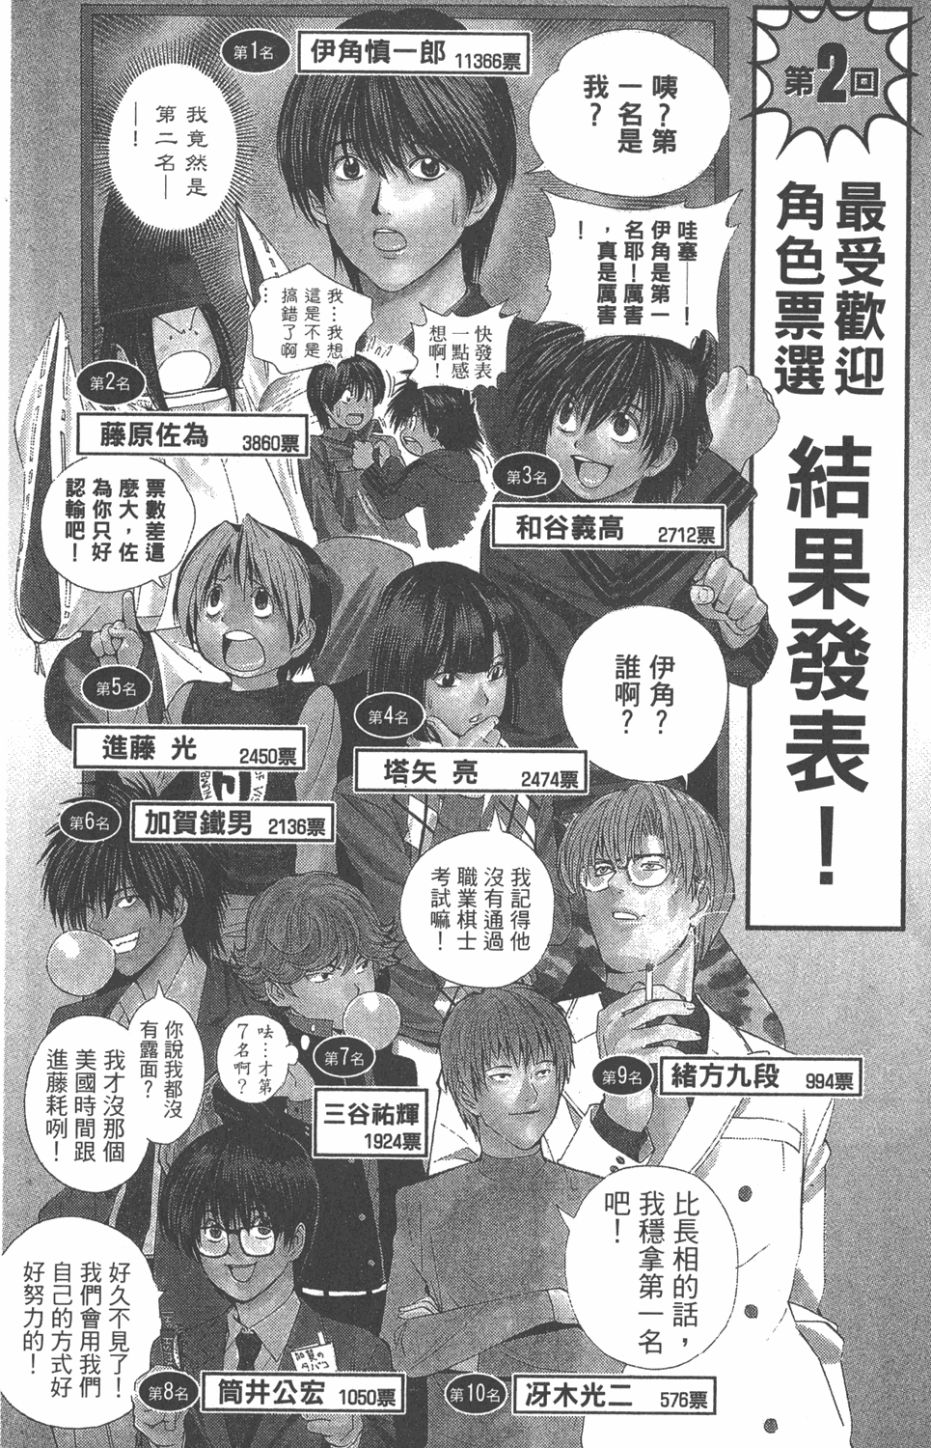 第2回
最受歡迎
角色票選
結果發表！
第1名
伊角慎一郎 11366票
咦？第
一名是
我？
我竟然是
第二名—
—！
哇塞——！
伊角是第一
名耶！厲害
，真是厲害
！
我…我想
這是不是
搞錯了啊
…
快發表
一點感
想啊！
第2名
藤原佐為 3860票
第3名
和谷義高 2712票
票數差這
麼大，佐
為你只好
認輸吧！
伊角？
誰啊？
第5名
進藤 光 2450票
第4名
塔矢 亮 2474票
第6名
加賀鐵男 2136票
我記得他
沒有通過
職業棋士
考試嘛！
你說我都沒
有露面？
我才沒那個
美國時間跟
進藤耗咧！
呿…才第
7名啊？
第7名
三谷祐輝
1924票
第9名
緒方九段 994票
比長相的話，
我穩拿第一名
吧！
好久不見了！
我們會用我們
自己的方式好
好努力的！
加賀の
タバコ
第8名
筒井公宏 1050票
第10名
冴木光二 576票